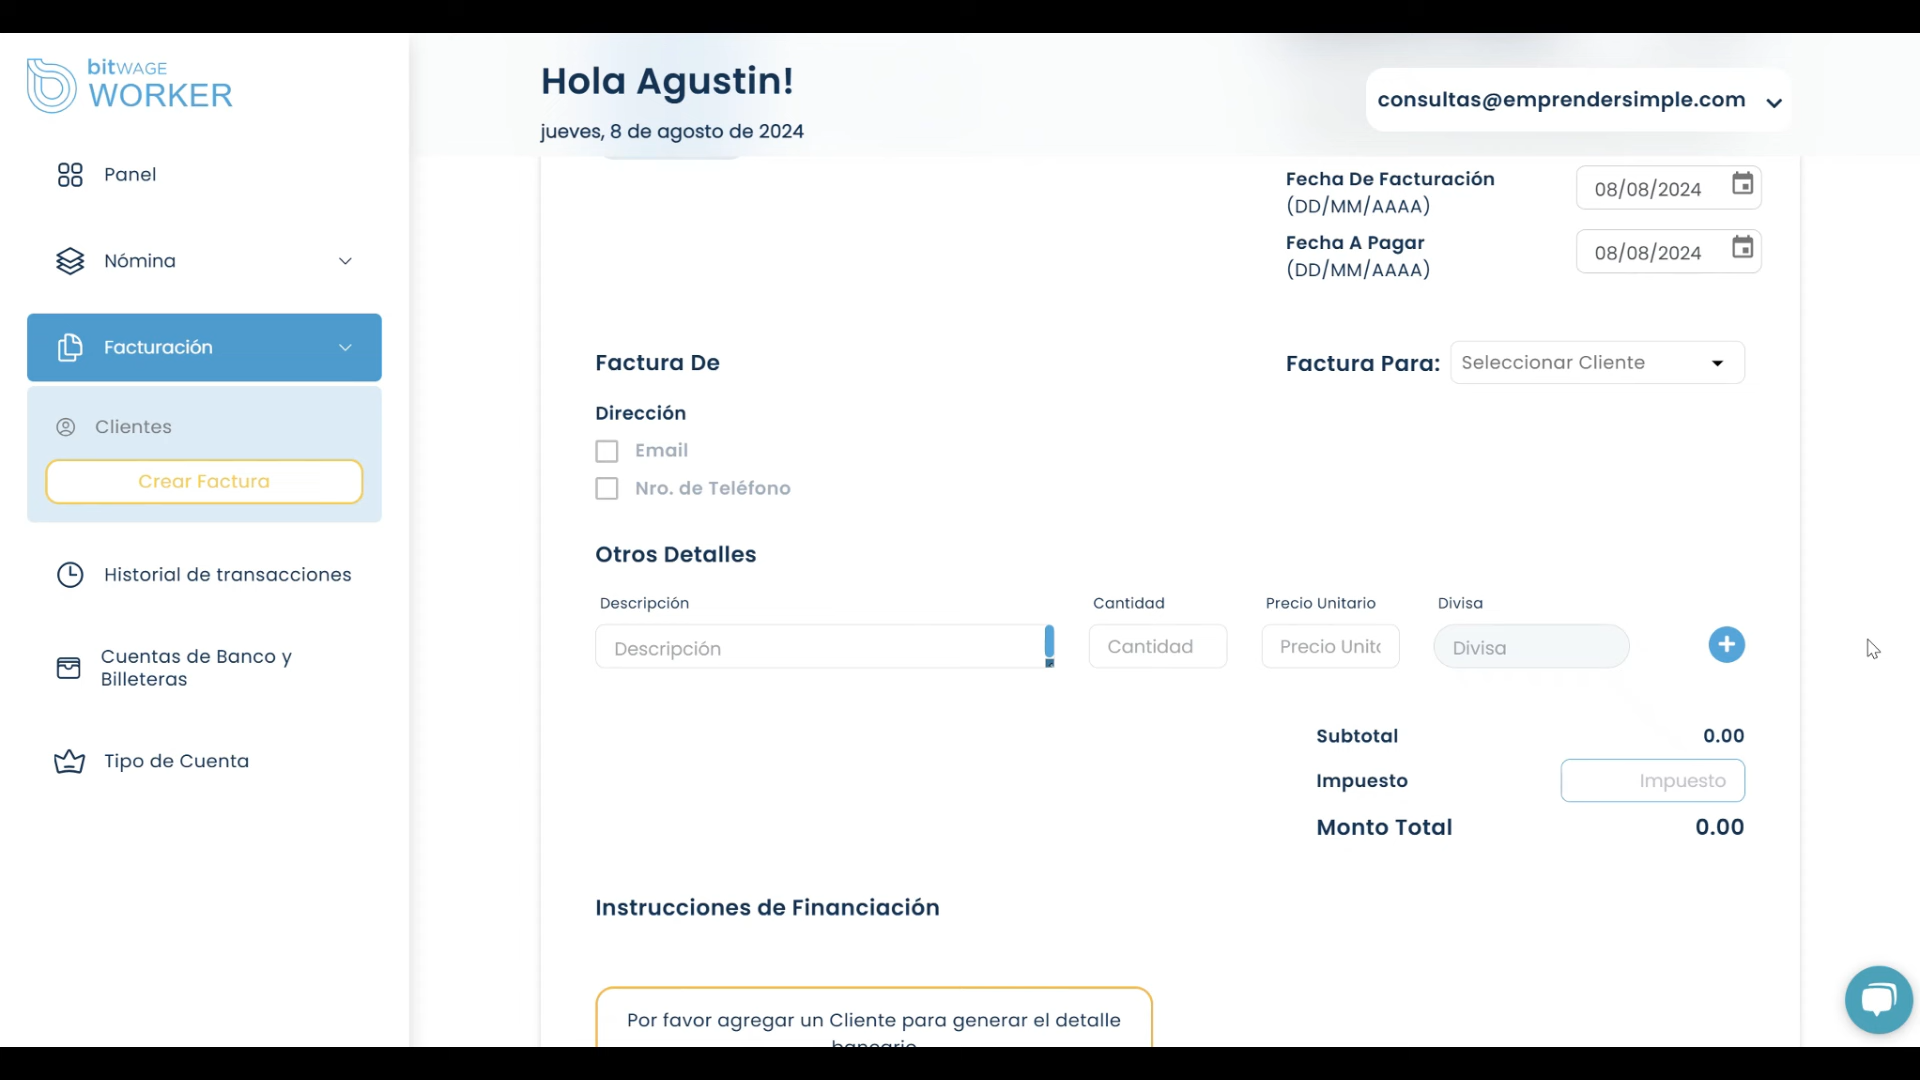 bitWAGE
WORKER
Hola Agustin!
jueves, 8 de agosto de 2024
consultas@emprendersimple.com
Panel
Nómina
Facturación
Clientes
Crear Factura
Historial de transacciones
Cuentas de Banco y
Billeteras
Tipo de Cuenta
Fecha De Facturación
(DD/MM/AAAA)
08/08/2024
Fecha A Pagar
(DD/MM/AAAA)
08/08/2024
Factura De
Factura Para: Seleccionar Cliente
Dirección
Email
Nro. de Teléfono
Otros Detalles
Descripción Cantidad Precio Unitario Divisa
Descripción Cantidad Precio Unit Divisa
Subtotal 0.00
Impuesto Impuesto
Monto Total 0.00
Instrucciones de Financiación
Por favor agregar un Cliente para generar el detalle
bancario